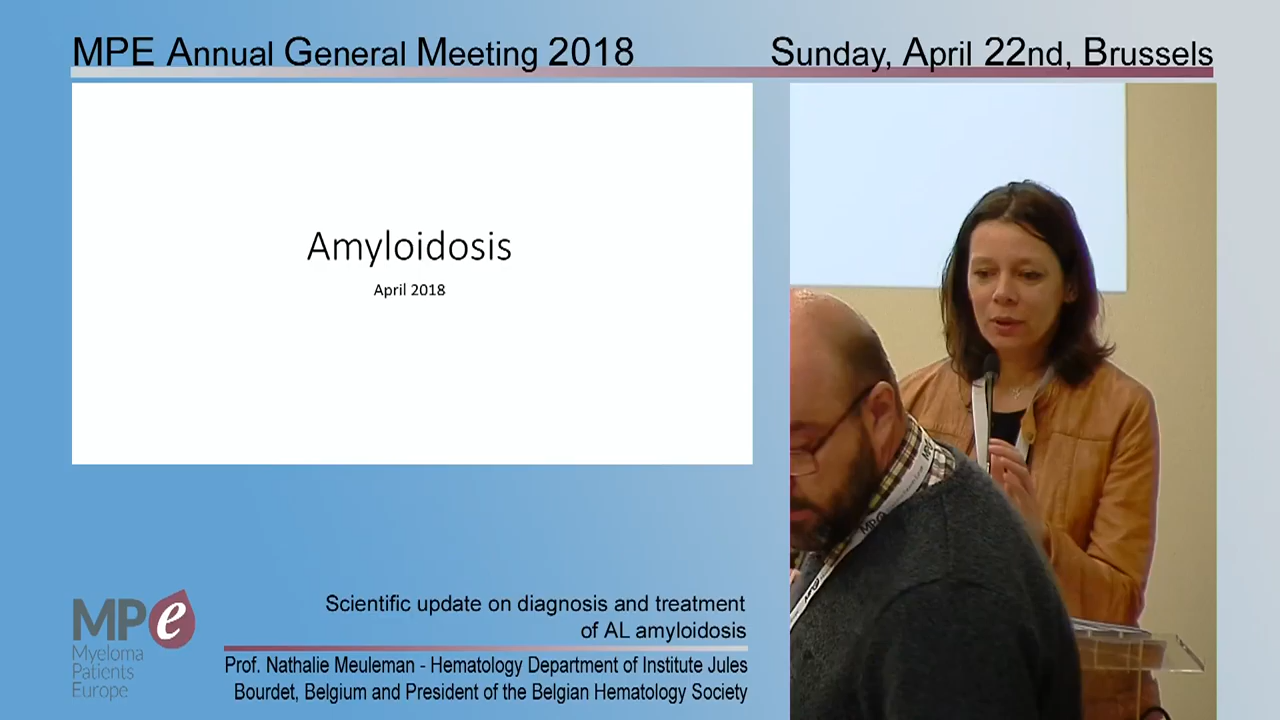 MPE Annual General Meeting 2018
Sunday, April 22nd, Brussels
Amyloidosis
April 2018
Scientific update on diagnosis and treatment
of AL amyloidosis
MPe
Myeloma
Patients
Europe
Prof. Nathalie Meuleman - Hematology Department of Institute Jules
Bourdet, Belgium and President of the Belgian Hematology Society